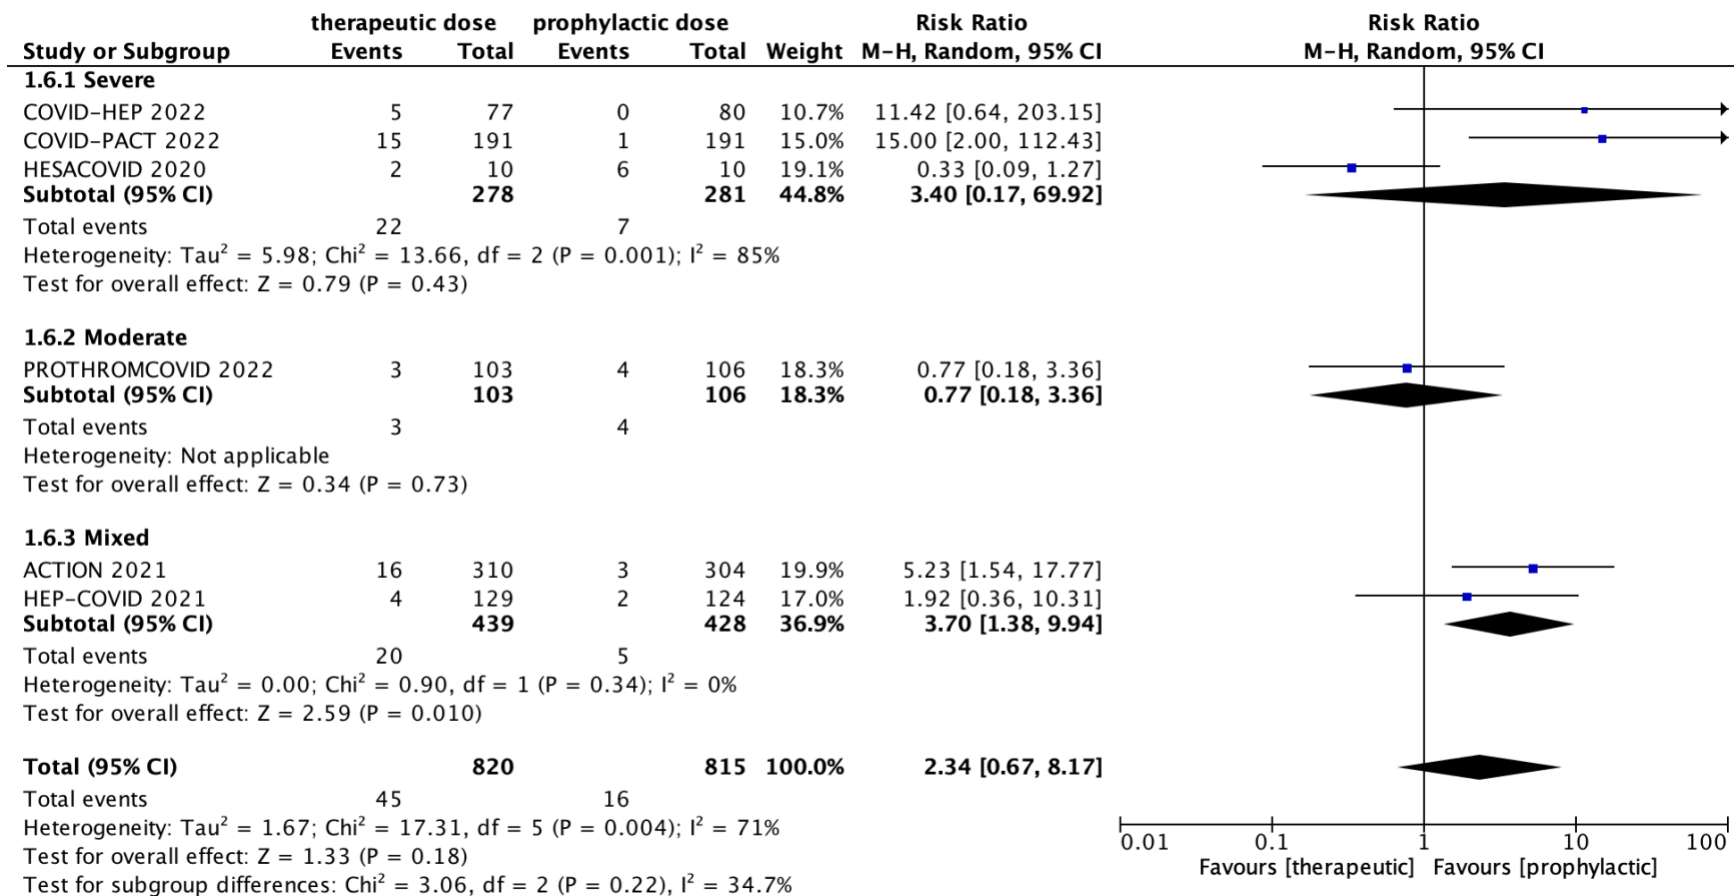 therapeutic dose prophylactic dose Risk Ratio Risk Ratio
Study or Subgroup Events Total Events Total Weight M-H, Random, 95% CI M-H, Random, 95% CI
1.6.1 Severe
COVID-HEP 2022 5 77 0 80 10.7% 11.42 [0.64, 203.15]
COVID-PACT 2022 15 191 1 191 15.0% 15.00 [2.00, 112.43]
HESACOVID 2020 2 10 6 10 19.1% 0.33 [0.09, 1.27]
Subtotal (95% CI) 278 281 44.8% 3.40 [0.17, 69.92]
Total events 22 7
Heterogeneity: Tau² = 5.98; Chi² = 13.66, df = 2 (P = 0.001); I² = 85%
Test for overall effect: Z = 0.79 (P = 0.43)
1.6.2 Moderate
PROTHROMCOVID 2022 3 103 4 106 18.3% 0.77 [0.18, 3.36]
Subtotal (95% CI) 103 106 18.3% 0.77 [0.18, 3.36]
Total events 3 4
Heterogeneity: Not applicable
Test for overall effect: Z = 0.34 (P = 0.73)
1.6.3 Mixed
ACTION 2021 16 310 3 304 19.9% 5.23 [1.54, 17.77]
HEP-COVID 2021 4 129 2 124 17.0% 1.92 [0.36, 10.31]
Subtotal (95% CI) 439 428 36.9% 3.70 [1.38, 9.94]
Total events 20 5
Heterogeneity: Tau² = 0.00; Chi² = 0.90, df = 1 (P = 0.34); I² = 0%
Test for overall effect: Z = 2.59 (P = 0.010)
Total (95% CI) 820 815 100.0% 2.34 [0.67, 8.17]
Total events 45 16
Heterogeneity: Tau² = 1.67; Chi² = 17.31, df = 5 (P = 0.004); I² = 71%
Test for overall effect: Z = 1.33 (P = 0.18)
Test for subgroup differences: Chi² = 3.06, df = 2 (P = 0.22), I² = 34.7%
0.01 0.1 1 10 100
Favours [therapeutic] Favours [prophylactic]